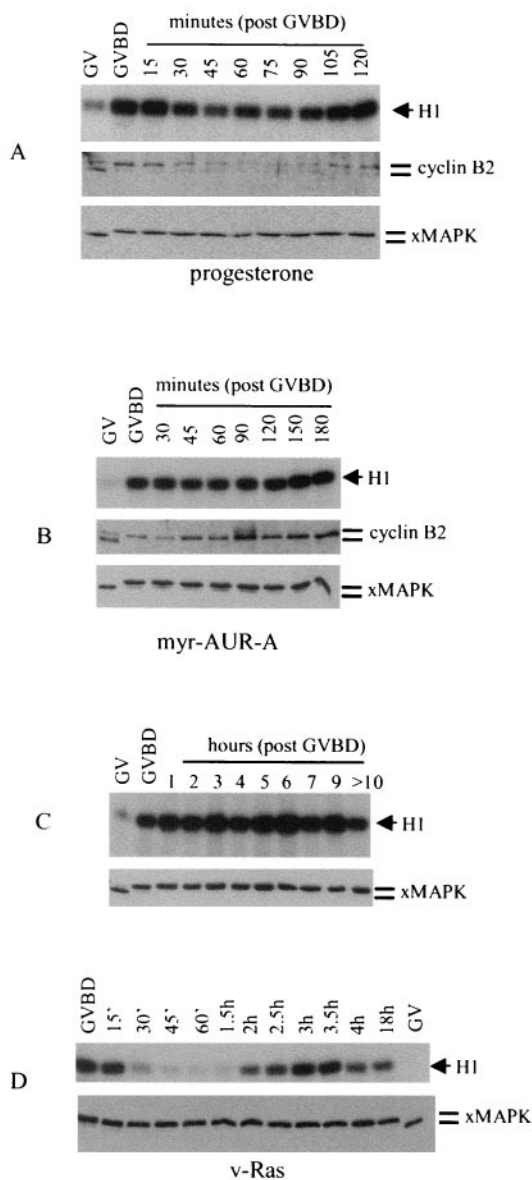 minutes (post GVBD)
GV GVBD 15 30 45 60 75 90 105 120
H1
A
cyclin B2
xMAPK
progesterone
minutes (post GVBD)
GV GVBD 30 45 60 90 120 150 180
H1
B
cyclin B2
xMAPK
myr-AUR-A
hours (post GVBD)
GV GVBD 1 2 3 4 5 6 7 9 >10
C
H1
xMAPK
GVBD 15' 30' 45' 60' 1.5h 2h 2.5h 3h 3.5h 4h 18h GV
D
H1
xMAPK
v-Ras